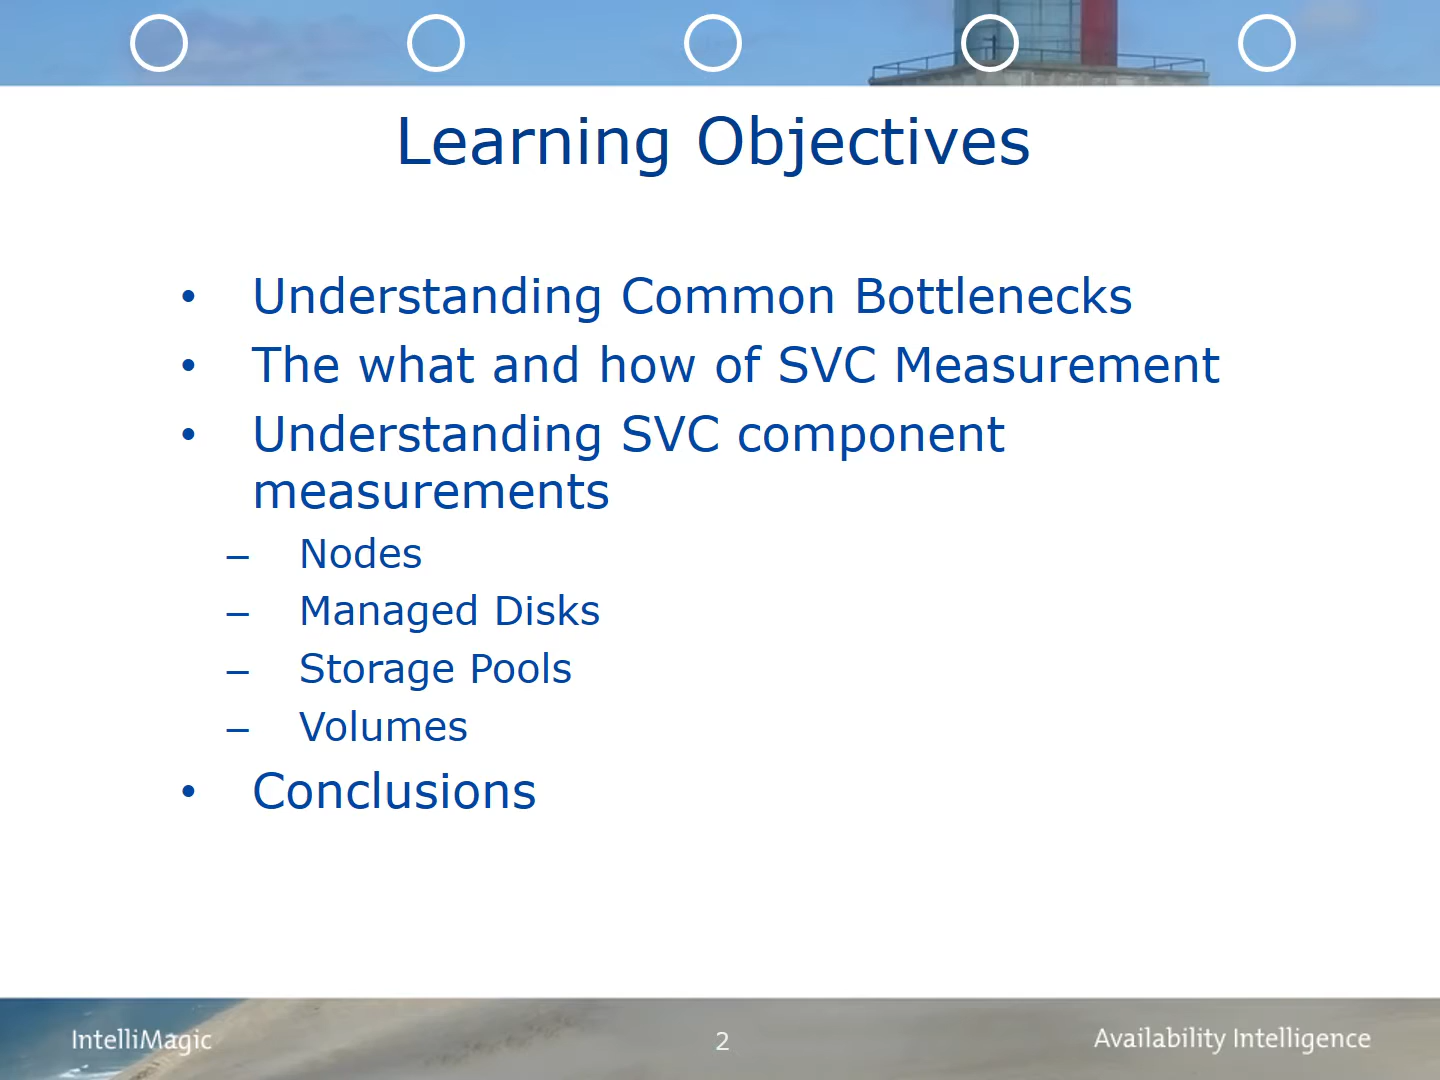 Learning Objectives
• Understanding Common Bottlenecks
• The what and how of SVC Measurement
• Understanding SVC component
measurements
– Nodes
– Managed Disks
– Storage Pools
– Volumes
• Conclusions
IntelliMagic
2
Availability Intelligence